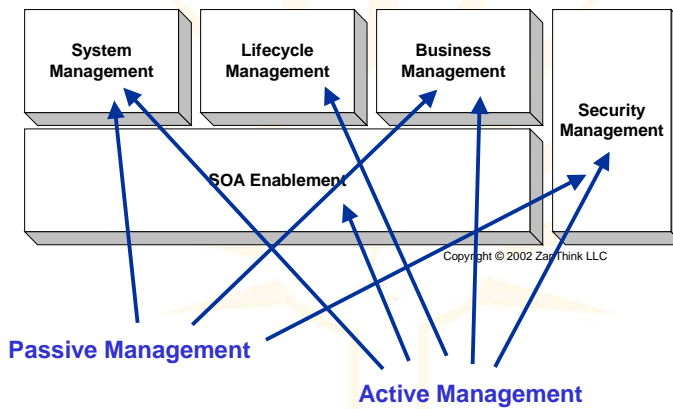 System
Management
Lifecycle
Management
Business
Management
Security
Management
SOA Enablement
Copyright © 2002 ZapThink LLC
Passive Management
Active Management